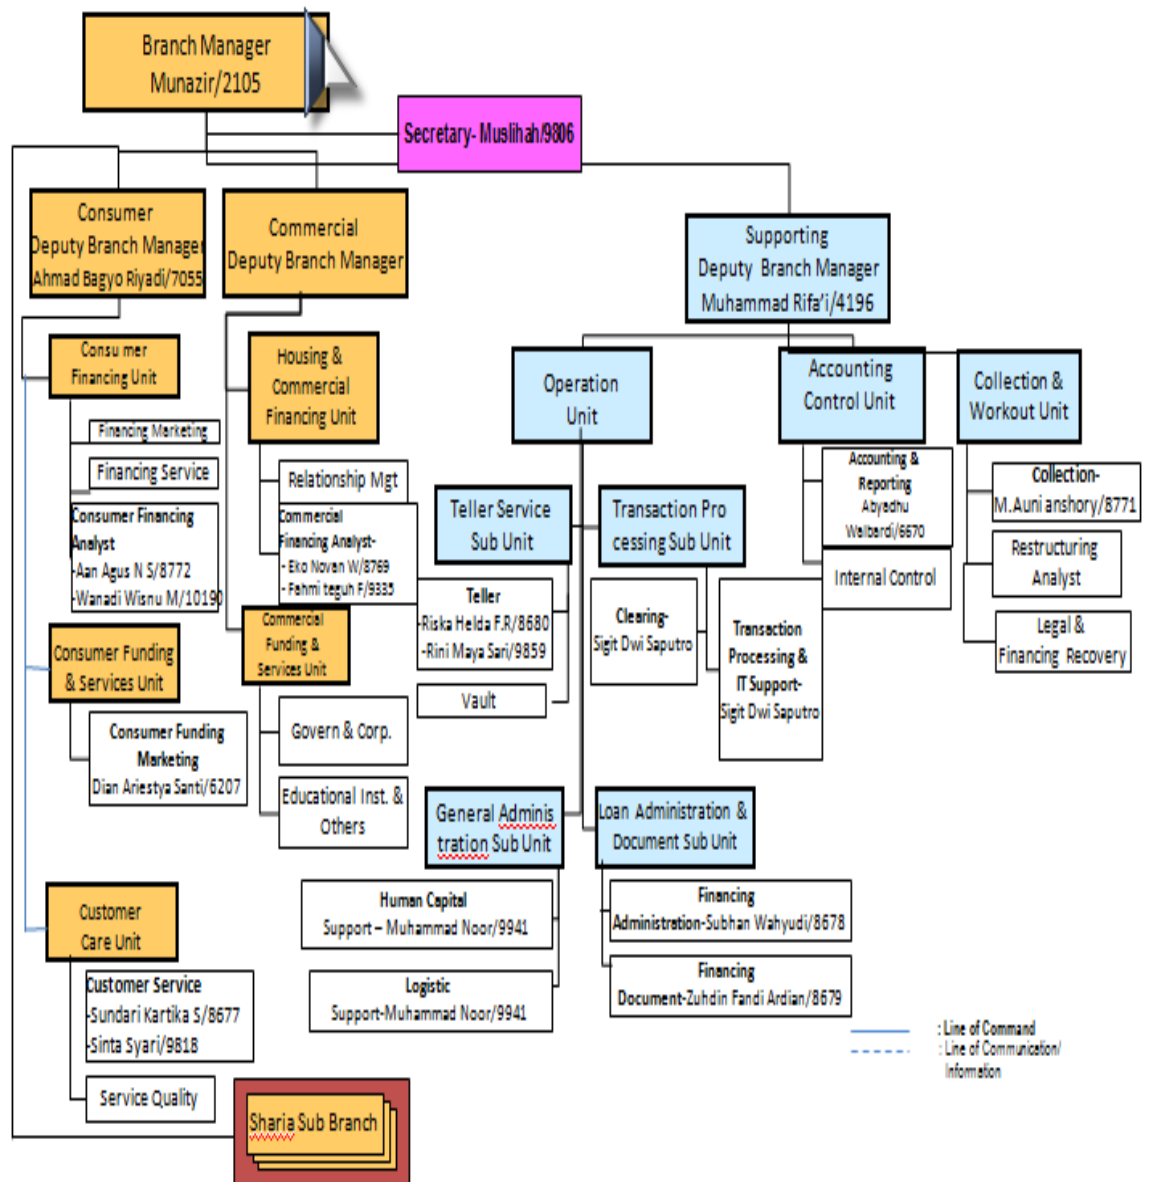 Branch Manager
Munazir/2105
Secretary- Muslihah/9806
Consumer
Deputy Branch Manager
Ahmad Bagyo Riyadi/7055
Commercial
Deputy Branch Manager
Supporting
Deputy Branch Manager
Muhammad Rifa'i/4196
Consumer
Financing Unit
Financing Marketing
Financing Service
Consumer Financing
Analyst
-Aan Agus N S/8772
-Wanadi Wisnu M/10190
Consumer Funding
& Services Unit
Consumer Funding
Marketing
Dian Ariestya Santi/6207
Customer
Care Unit
Customer Service
-Sundari Kartika S/8677
-Sinta Syari/9818
Service Quality
Sharia Sub Branch
Housing &
Commercial
Financing Unit
Relationship Mgt
Commercial
Financing Analyst-
- Eko Novan W/8769
- Fahmi teguh F/9335
Commercial
Funding &
Services Unit
Govern & Corp.
Educational Inst. &
Others
Operation
Unit
Teller Service
Sub Unit
Teller
-Riska Helda F.R/8680
-Rini Maya Sari/9859
Vault
Transaction Pro
cessing Sub Unit
Clearing-
Sigit Dwi Saputro
Transaction
Processing &
IT Support-
Sigit Dwi Saputro
General Adminis
tration Sub Unit
Human Capital
Support – Muhammad Noor/9941
Logistic
Support-Muhammad Noor/9941
Loan Administration &
Document Sub Unit
Financing
Administration-Subhan Wahyudi/8678
Financing
Document-Zuhdin Fandi Ardian/8679
Accounting
Control Unit
Accounting &
Reporting
Abyadhu
Walbardi/6670
Internal Control
Collection &
Workout Unit
Collection-
M.Auni anshory/8771
Restructuring
Analyst
Legal &
Financing Recovery
: Line of Command
: Line of Communication/
Information